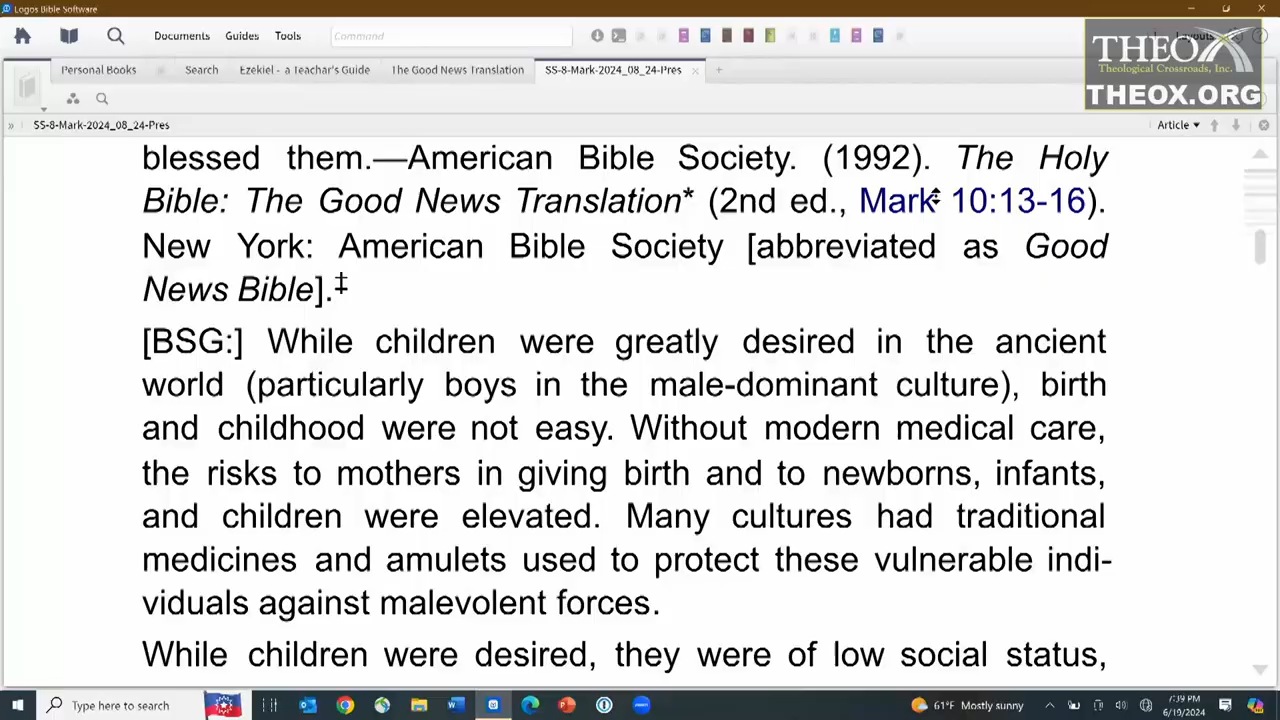 Logos Bible Software
Documents Guides Tools Command Layouts
THEOX
Theological Crossroads, Inc.
THEOX.ORG
Personal Books Search Ezekiel - a Teacher's Guide SS-8-Mark-2024_08_24-Pres
SS-8-Mark-2024_08_24-Pres Article
blessed them.—American Bible Society. (1992). The Holy
Bible: The Good News Translation* (2nd ed., Mark 10:13-16).
New York: American Bible Society [abbreviated as Good
News Bible].‡
[BSG:] While children were greatly desired in the ancient
world (particularly boys in the male-dominant culture), birth
and childhood were not easy. Without modern medical care,
the risks to mothers in giving birth and to newborns, infants,
and children were elevated. Many cultures had traditional
medicines and amulets used to protect these vulnerable indi-
viduals against malevolent forces.
While children were desired, they were of low social status,
Type here to search
61°F Mostly sunny
7:39 PM
6/19/2024